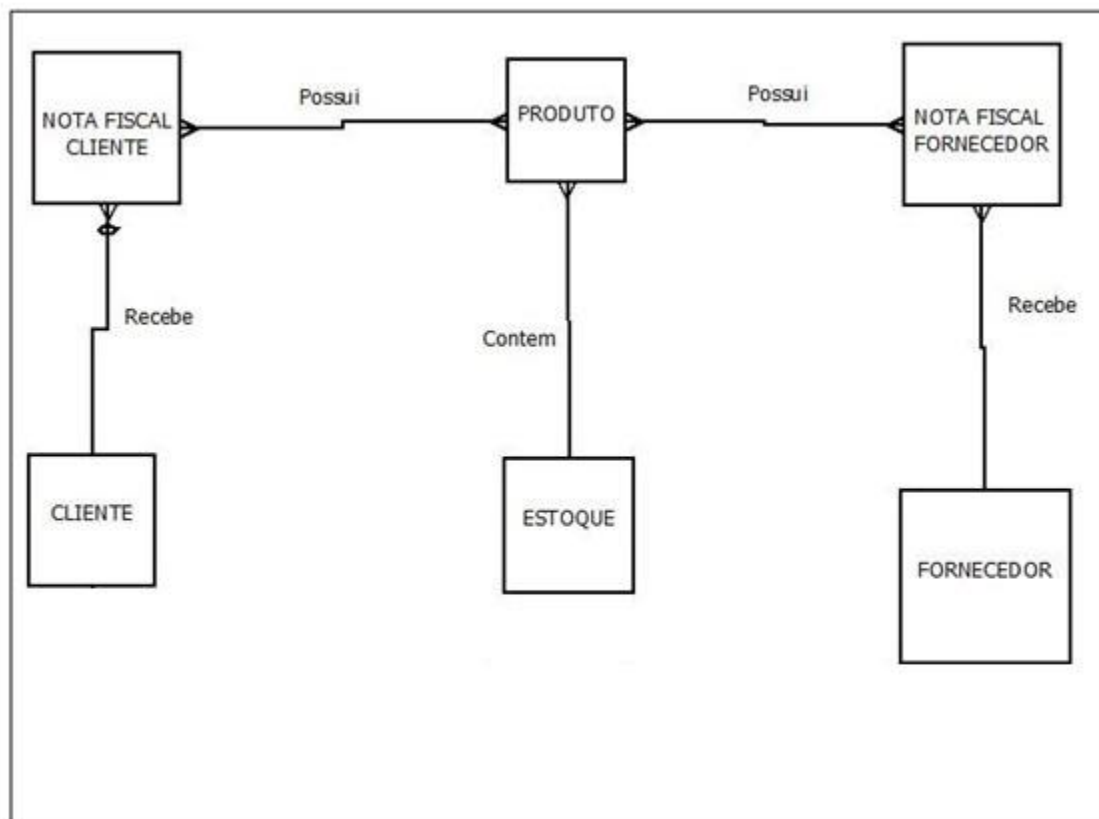 NOTA FISCAL
CLIENTE
Possui
PRODUTO
Possui
NOTA FISCAL
FORNECEDOR
Recebe
Contem
Recebe
CLIENTE
ESTOQUE
FORNECEDOR